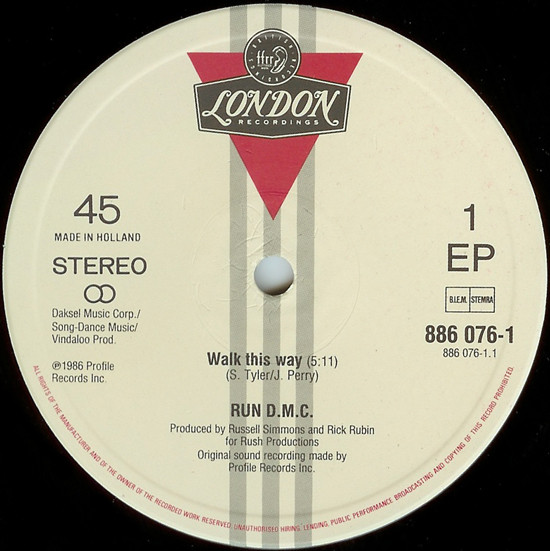 ffrr
LONDON
RECORDINGS
45
MADE IN HOLLAND
STEREO
Daksel Music Corp./
Song-Dance Music/
Vindaloo Prod.
℗1986 Profile
Records Inc.
1
EP
B.I.E.M. STEMRA
886 076-1
886 076-1.1
Walk this way (5:11)
(S. Tyler/J. Perry)
RUN D.M.C.
Produced by Russell Simmons and Rick Rubin
for Rush Productions
Original sound recording made by
Profile Records Inc.
ALL RIGHTS OF THE MANUFACTURER AND OF THE OWNER OF THE RECORDED WORK RESERVED. UNAUTHORISED HIRING, LENDING, PUBLIC PERFORMANCE BROADCASTING AND COPYING OF THIS RECORD PROHIBITED.